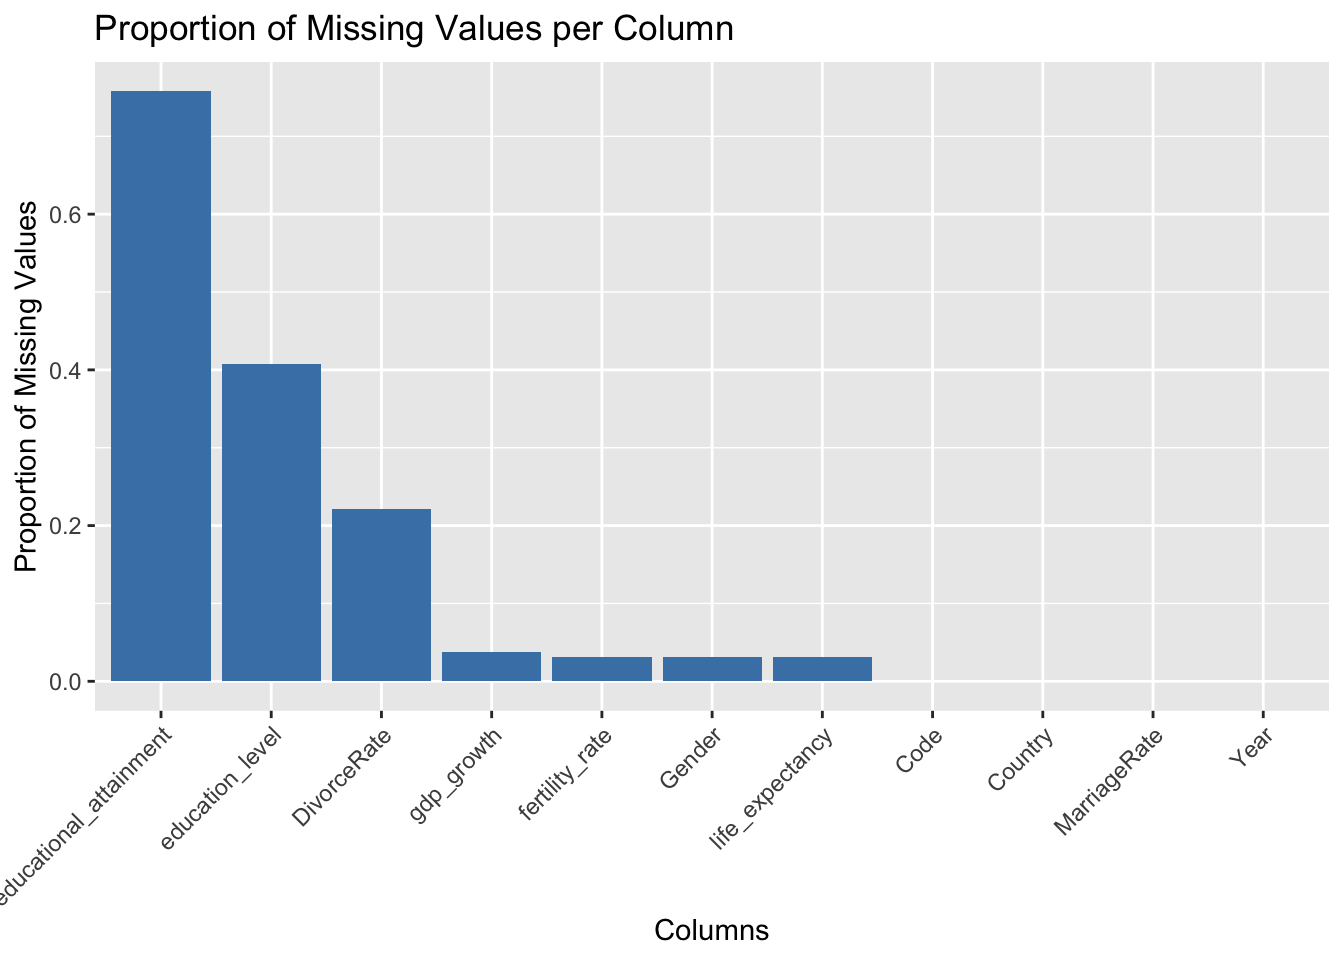 Proportion of Missing Values per Column
Proportion of Missing Values
0.6
0.4
0.2
0.0
educational_attainment
education_level
DivorceRate
gdp_growth
fertility_rate
Gender
life_expectancy
Code
Country
MarriageRate
Year
Columns